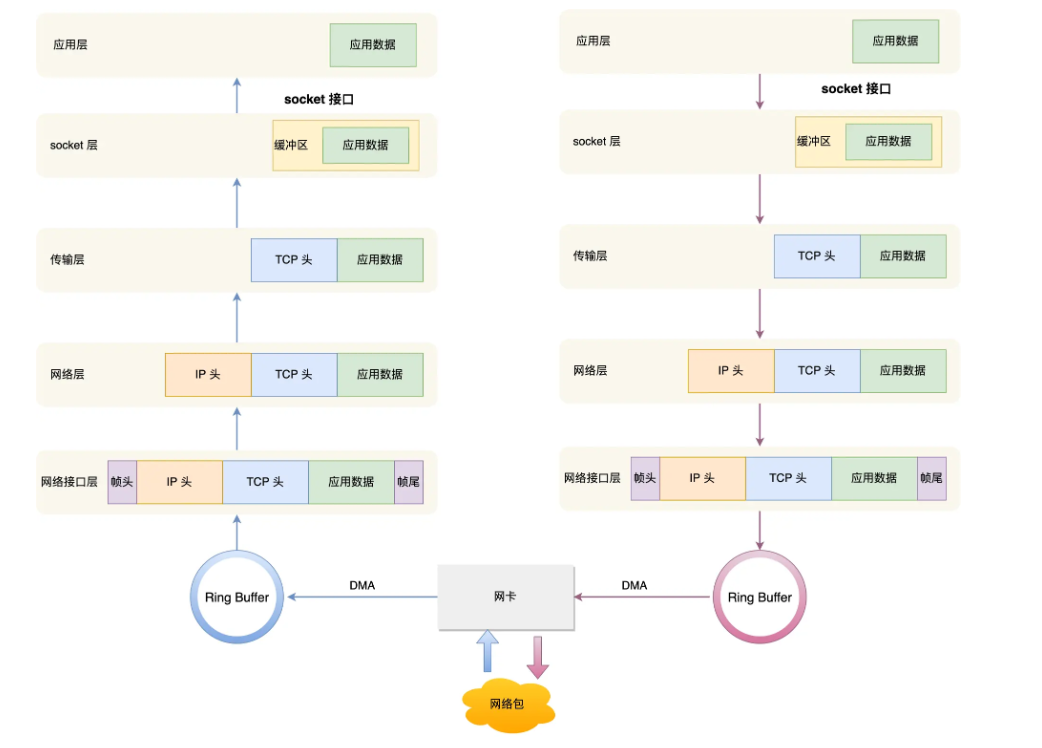 应用层
应用数据
socket 接口
socket 层
缓冲区
应用数据
传输层
TCP 头
应用数据
网络层
IP 头
TCP 头
应用数据
网络接口层
帧头
IP 头
TCP 头
应用数据
帧尾
Ring Buffer
DMA
网卡
网络包
应用层
应用数据
socket 接口
socket 层
缓冲区
应用数据
传输层
TCP 头
应用数据
网络层
IP 头
TCP 头
应用数据
网络接口层
帧头
IP 头
TCP 头
应用数据
帧尾
DMA
Ring Buffer